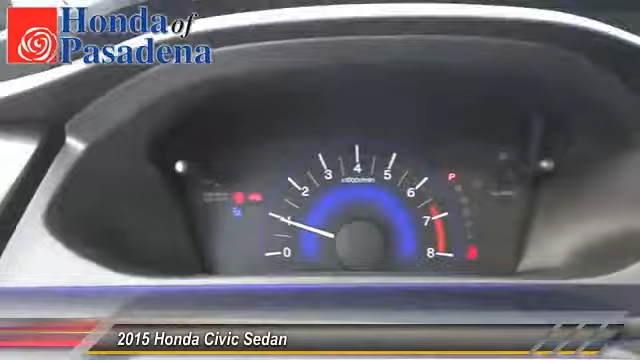 Honda of
Pasadena
4
3 5
2 6
1 7
0 8
x1000r/min
P
2015 Honda Civic Sedan